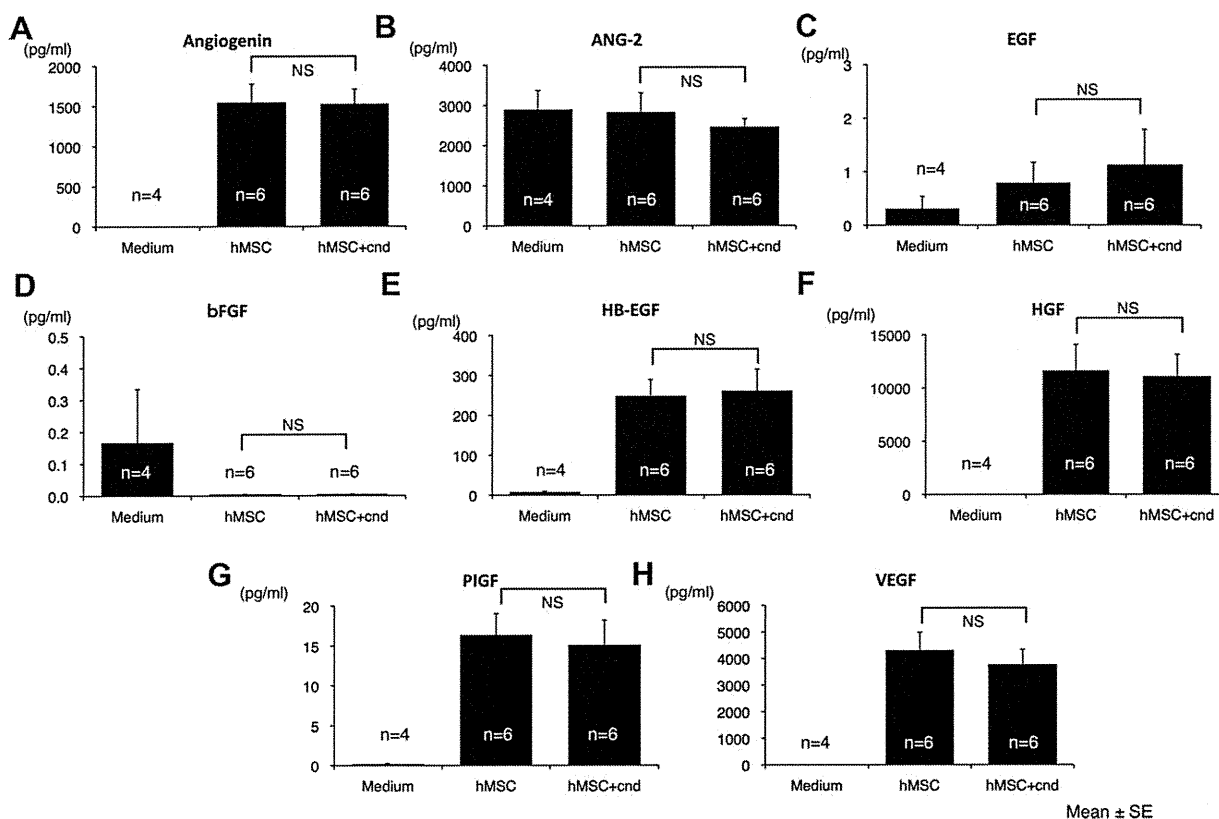 A
Angiogenin
(pg/ml)
2000
1500
1000
500
0
NS
n=4
n=6
n=6
Medium
hMSC
hMSC+cnd
B
ANG-2
(pg/ml)
4000
3000
2000
1000
0
NS
n=4
n=6
n=6
Medium
hMSC
hMSC+cnd
C
EGF
(pg/ml)
3
2
1
0
NS
n=4
n=6
n=6
Medium
hMSC
hMSC+cnd
D
bFGF
(pg/ml)
0.5
0.4
0.3
0.2
0.1
0.0
NS
n=4
n=6
n=6
Medium
hMSC
hMSC+cnd
E
HB-EGF
(pg/ml)
400
300
200
100
0
NS
n=4
n=6
n=6
Medium
hMSC
hMSC+cnd
F
HGF
(pg/ml)
15000
10000
5000
0
NS
n=4
n=6
n=6
Medium
hMSC
hMSC+cnd
G
PlGF
(pg/ml)
20
15
10
5
0
NS
n=4
n=6
n=6
Medium
hMSC
hMSC+cnd
H
VEGF
(pg/ml)
6000
5000
4000
3000
2000
1000
0
NS
n=4
n=6
n=6
Medium
hMSC
hMSC+cnd
Mean ± SE